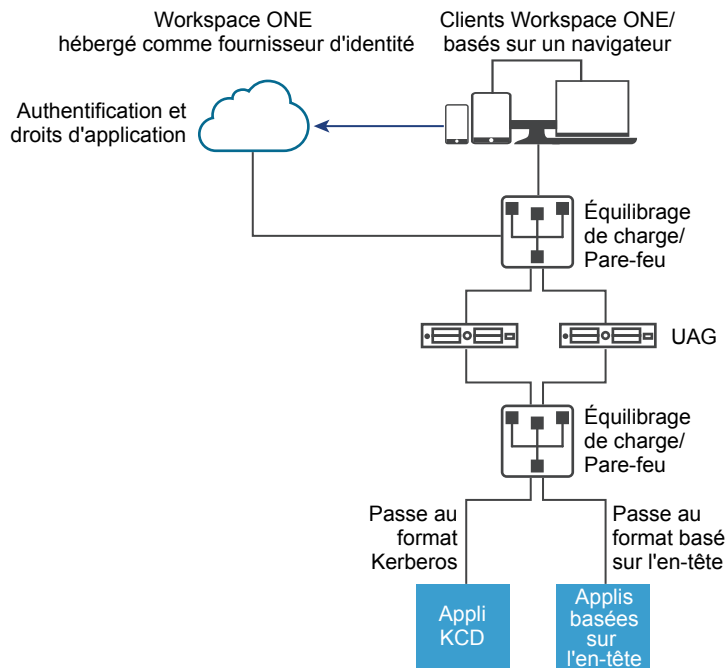 Workspace ONE
hébergé comme fournisseur d'identité
Clients Workspace ONE/
basés sur un navigateur
Authentification et
droits d'application
Équilibrage
de charge/
Pare-feu
UAG
Équilibrage
de charge/
Pare-feu
Passe au
format
Kerberos
Passe au
format basé
sur l'en-tête
Appli
KCD
Applis
basées
sur
l'en-tête